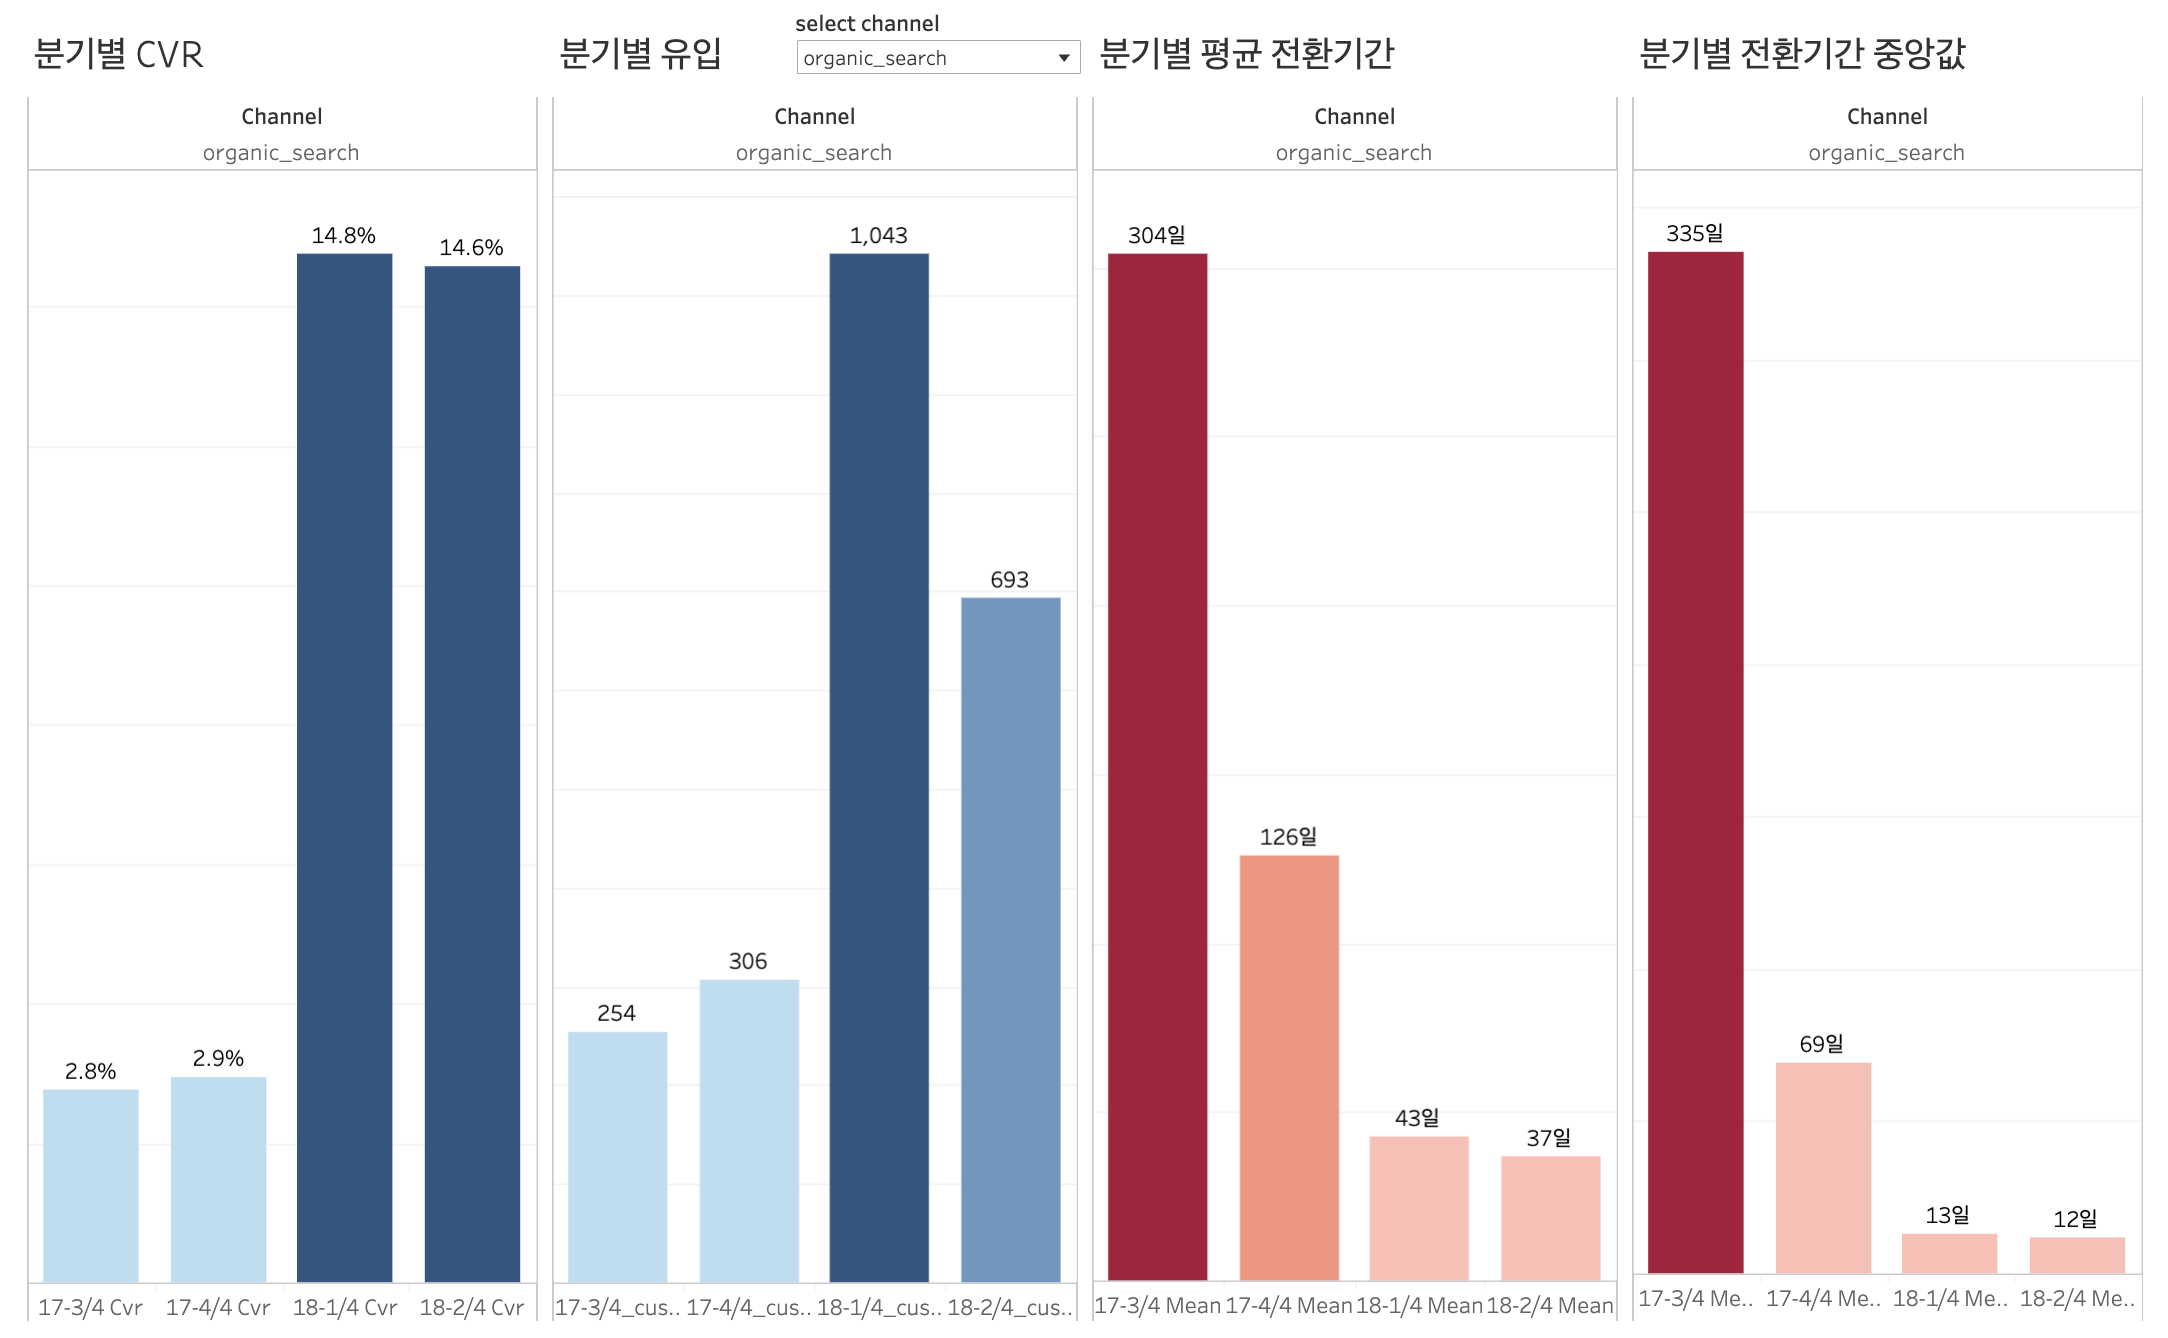 분기별 CVR
Channel
organic_search
14.8%
14.6%
2.8%
2.9%
17-3/4 Cvr 17-4/4 Cvr 18-1/4 Cvr 18-2/4 Cvr
분기별 유입
select channel
organic_search
Channel
organic_search
1,043
693
306
254
17-3/4_cus.. 17-4/4_cus.. 18-1/4_cus.. 18-2/4_cus..
분기별 평균 전환기간
Channel
organic_search
304일
126일
43일
37일
17-3/4 Mean 17-4/4 Mean 18-1/4 Mean 18-2/4 Mean
분기별 전환기간 중앙값
Channel
organic_search
335일
69일
13일
12일
17-3/4 Me.. 17-4/4 Me.. 18-1/4 Me.. 18-2/4 Me..